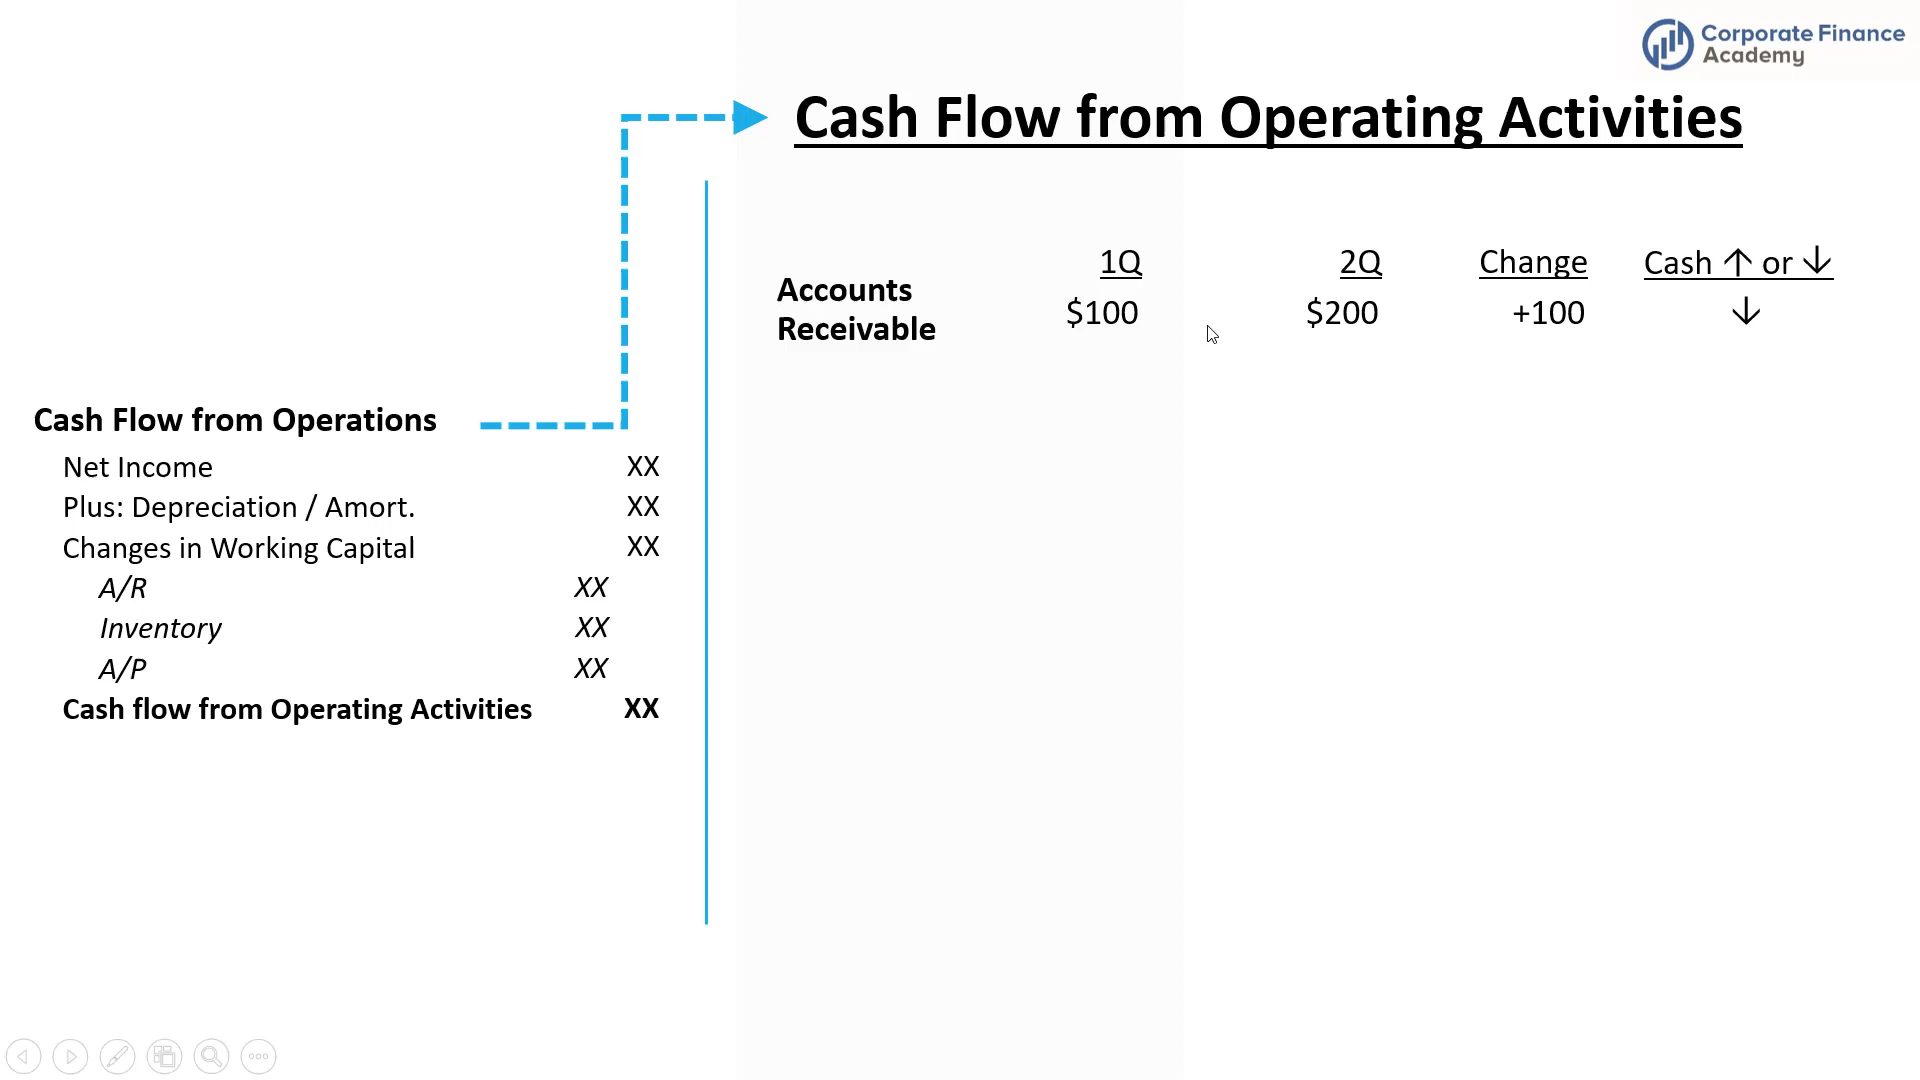 Corporate Finance
Academy
Cash Flow from Operating Activities
1Q 2Q Change Cash ↑ or ↓
Accounts
Receivable
$100 $200 +100 ↓
Cash Flow from Operations
Net Income XX
Plus: Depreciation / Amort. XX
Changes in Working Capital XX
A/R XX
Inventory XX
A/P XX
Cash flow from Operating Activities XX